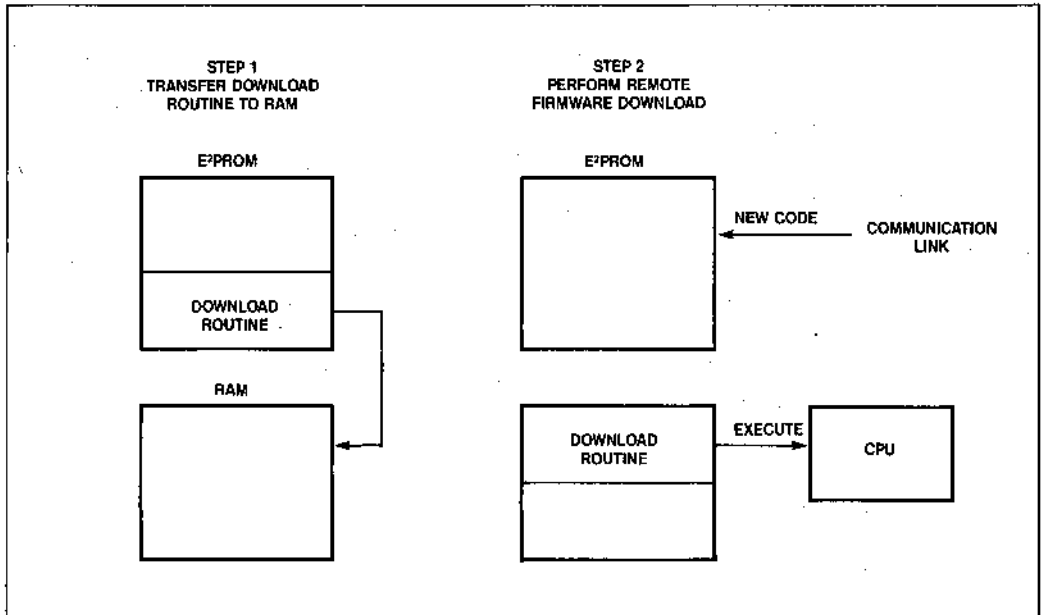 STEP 1
TRANSFER DOWNLOAD
ROUTINE TO RAM
E²PROM
DOWNLOAD
ROUTINE
RAM
STEP 2
PERFORM REMOTE
FIRMWARE DOWNLOAD
E²PROM
NEW CODE
COMMUNICATION
LINK
DOWNLOAD
ROUTINE
EXECUTE
CPU